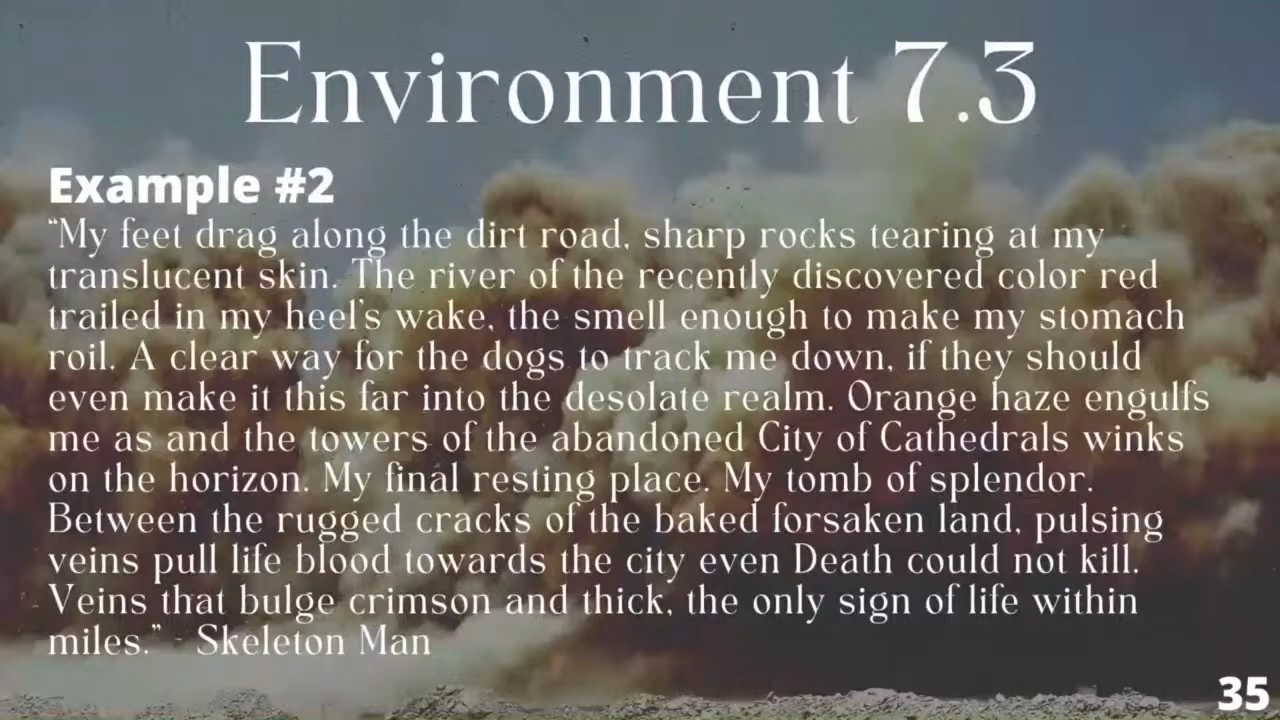 Environment 7.3
Example #2
“My feet drag along the dirt road, sharp rocks tearing at my
translucent skin. The river of the recently discovered color red
trailed in my heel's wake, the smell enough to make my stomach
roil. A clear way for the dogs to track me down, if they should
even make it this far into the desolate realm. Orange haze engulfs
me as and the towers of the abandoned City of Cathedrals winks
on the horizon. My final resting place. My tomb of splendor.
Between the rugged cracks of the baked forsaken land, pulsing
veins pull life blood towards the city even Death could not kill.
Veins that bulge crimson and thick, the only sign of life within
miles.” - Skeleton Man
35